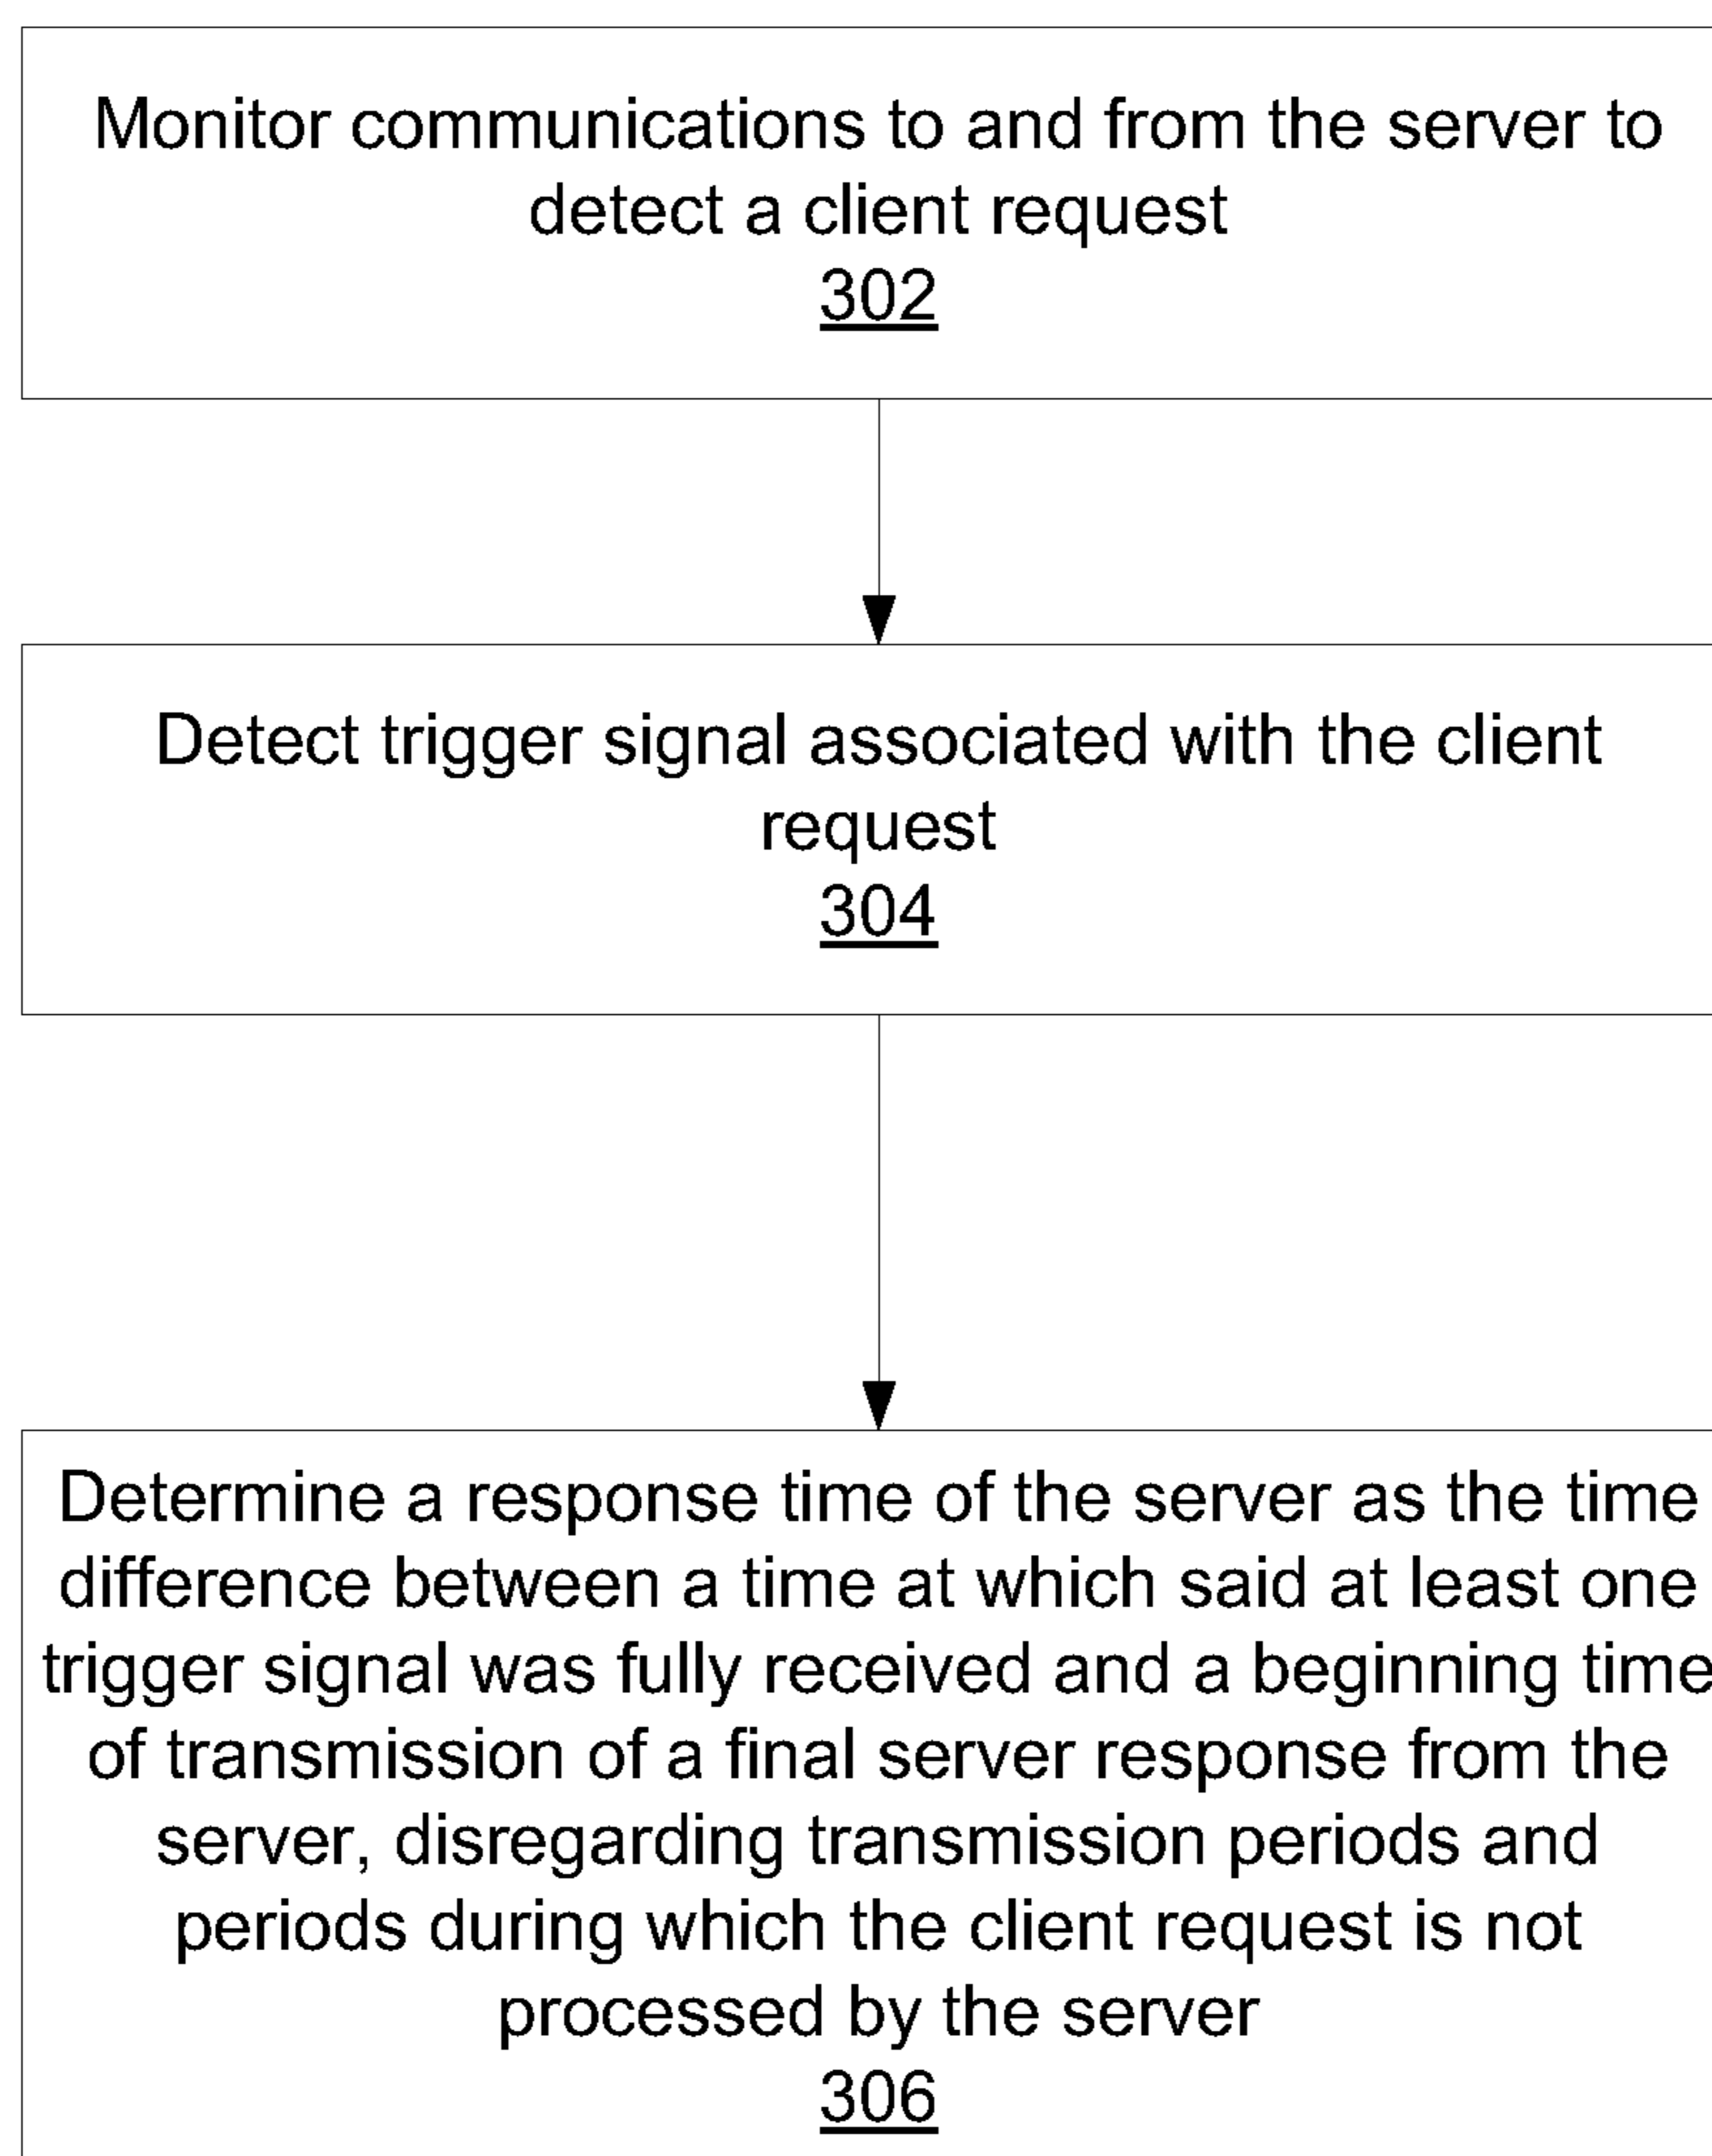 Monitor communications to and from the server to
detect a client request
302
Detect trigger signal associated with the client
request
304
Determine a response time of the server as the time
difference between a time at which said at least one
trigger signal was fully received and a beginning time
of transmission of a final server response from the
server, disregarding transmission periods and
periods during which the client request is not
processed by the server
306